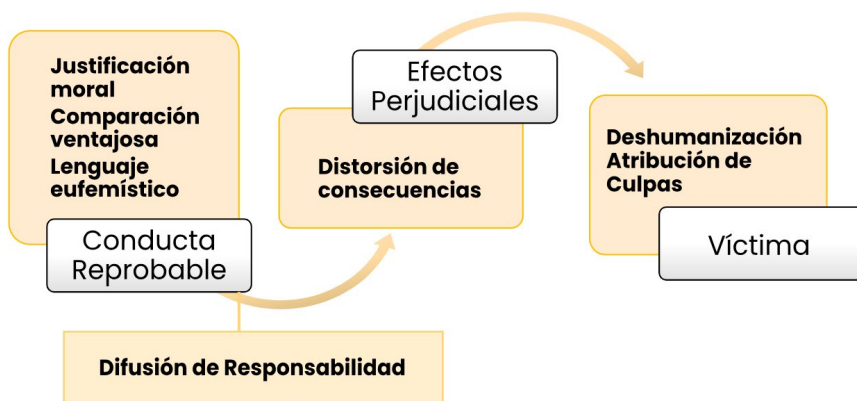 Justificación
moral
Comparación
ventajosa
Lenguaje
eufemístico
Conducta
Reprobable
Difusión de Responsabilidad
Efectos
Perjudiciales
Distorsión de
consecuencias
Deshumanización
Atribución de
Culpas
Víctima